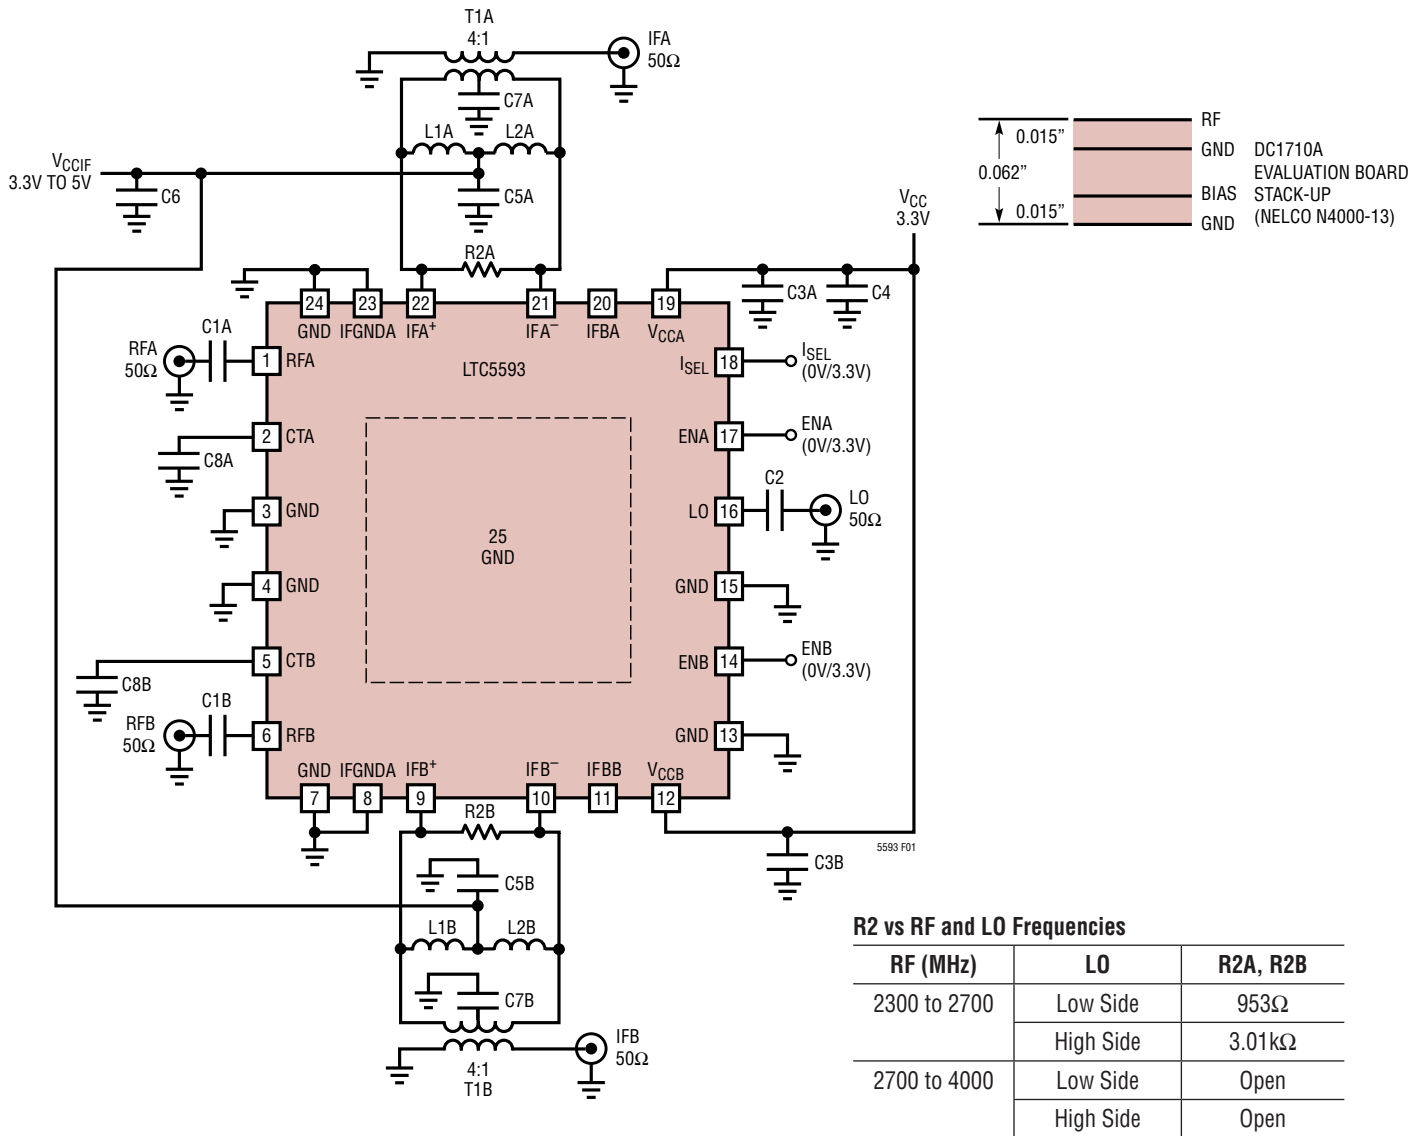 T1A
4:1
IFA
50Ω
C7A
L1A
L2A
VCCIF
3.3V TO 5V
C6
C5A
R2A
RF
0.015”
GND
DC1710A
EVALUATION BOARD
STACK-UP
(NELCO N4000-13)
0.062”
BIAS
0.015”
GND
VCC
3.3V
C3A
C4
24
23
22
21
20
19
GND
IFGNDA
IFA+
IFA–
IFBA
VCCA
C1A
RFA
50Ω
1
RFA
LTC5593
ISEL
18
ISEL
(0V/3.3V)
2
CTA
C8A
ENA
17
ENA
(0V/3.3V)
C2
3
GND
LO
16
LO
50Ω
25
GND
4
GND
GND
15
5
CTB
C8B
ENB
14
ENB
(0V/3.3V)
C1B
RFB
50Ω
6
RFB
GND
13
GND
IFGNDA
IFB+
IFB–
IFBB
VCCB
7
8
9
10
11
12
R2B
C3B
5593 F01
C5B
L1B
L2B
C7B
IFB
50Ω
4:1
T1B
R2 vs RF and LO Frequencies
RF (MHz) LO R2A, R2B
2300 to 2700 Low Side 953Ω
High Side 3.01kΩ
2700 to 4000 Low Side Open
High Side Open